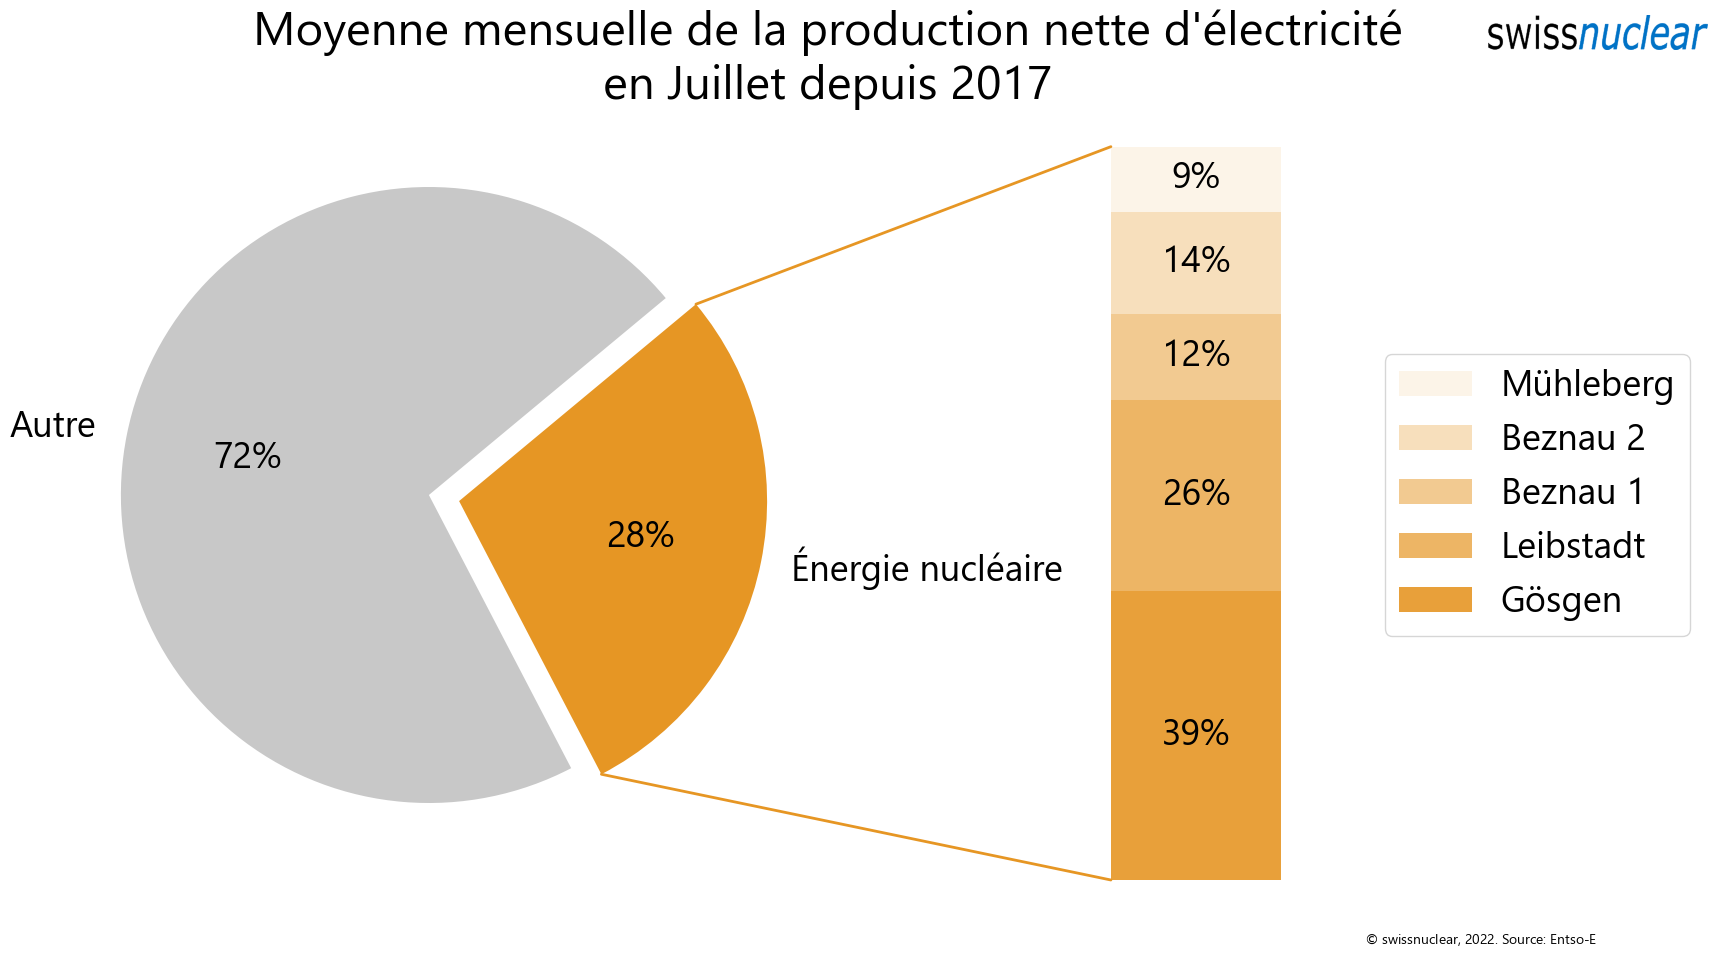 Moyenne mensuelle de la production nette d'électricité
en Juillet depuis 2017
swissnuclear
Autre
72%
28%
Énergie nucléaire
9%
14%
12%
26%
39%
Mühleberg
Beznau 2
Beznau 1
Leibstadt
Gösgen
© swissnuclear, 2022. Source: Entso-E